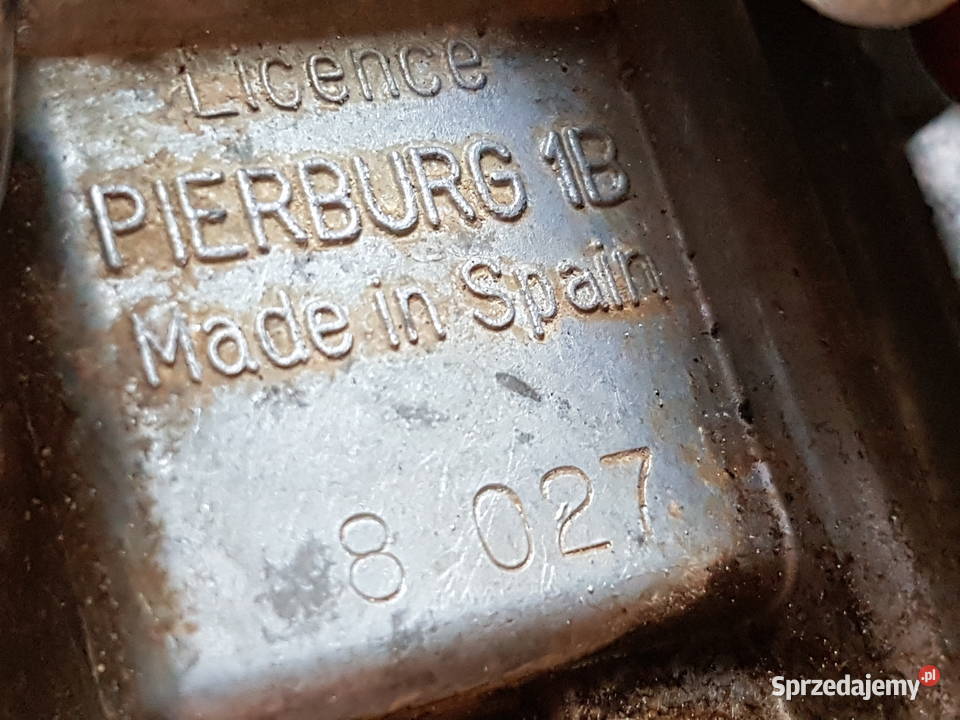 Licence
PIERBURG 1B
Made in Spain
8 027
Sprzedajemy.pl